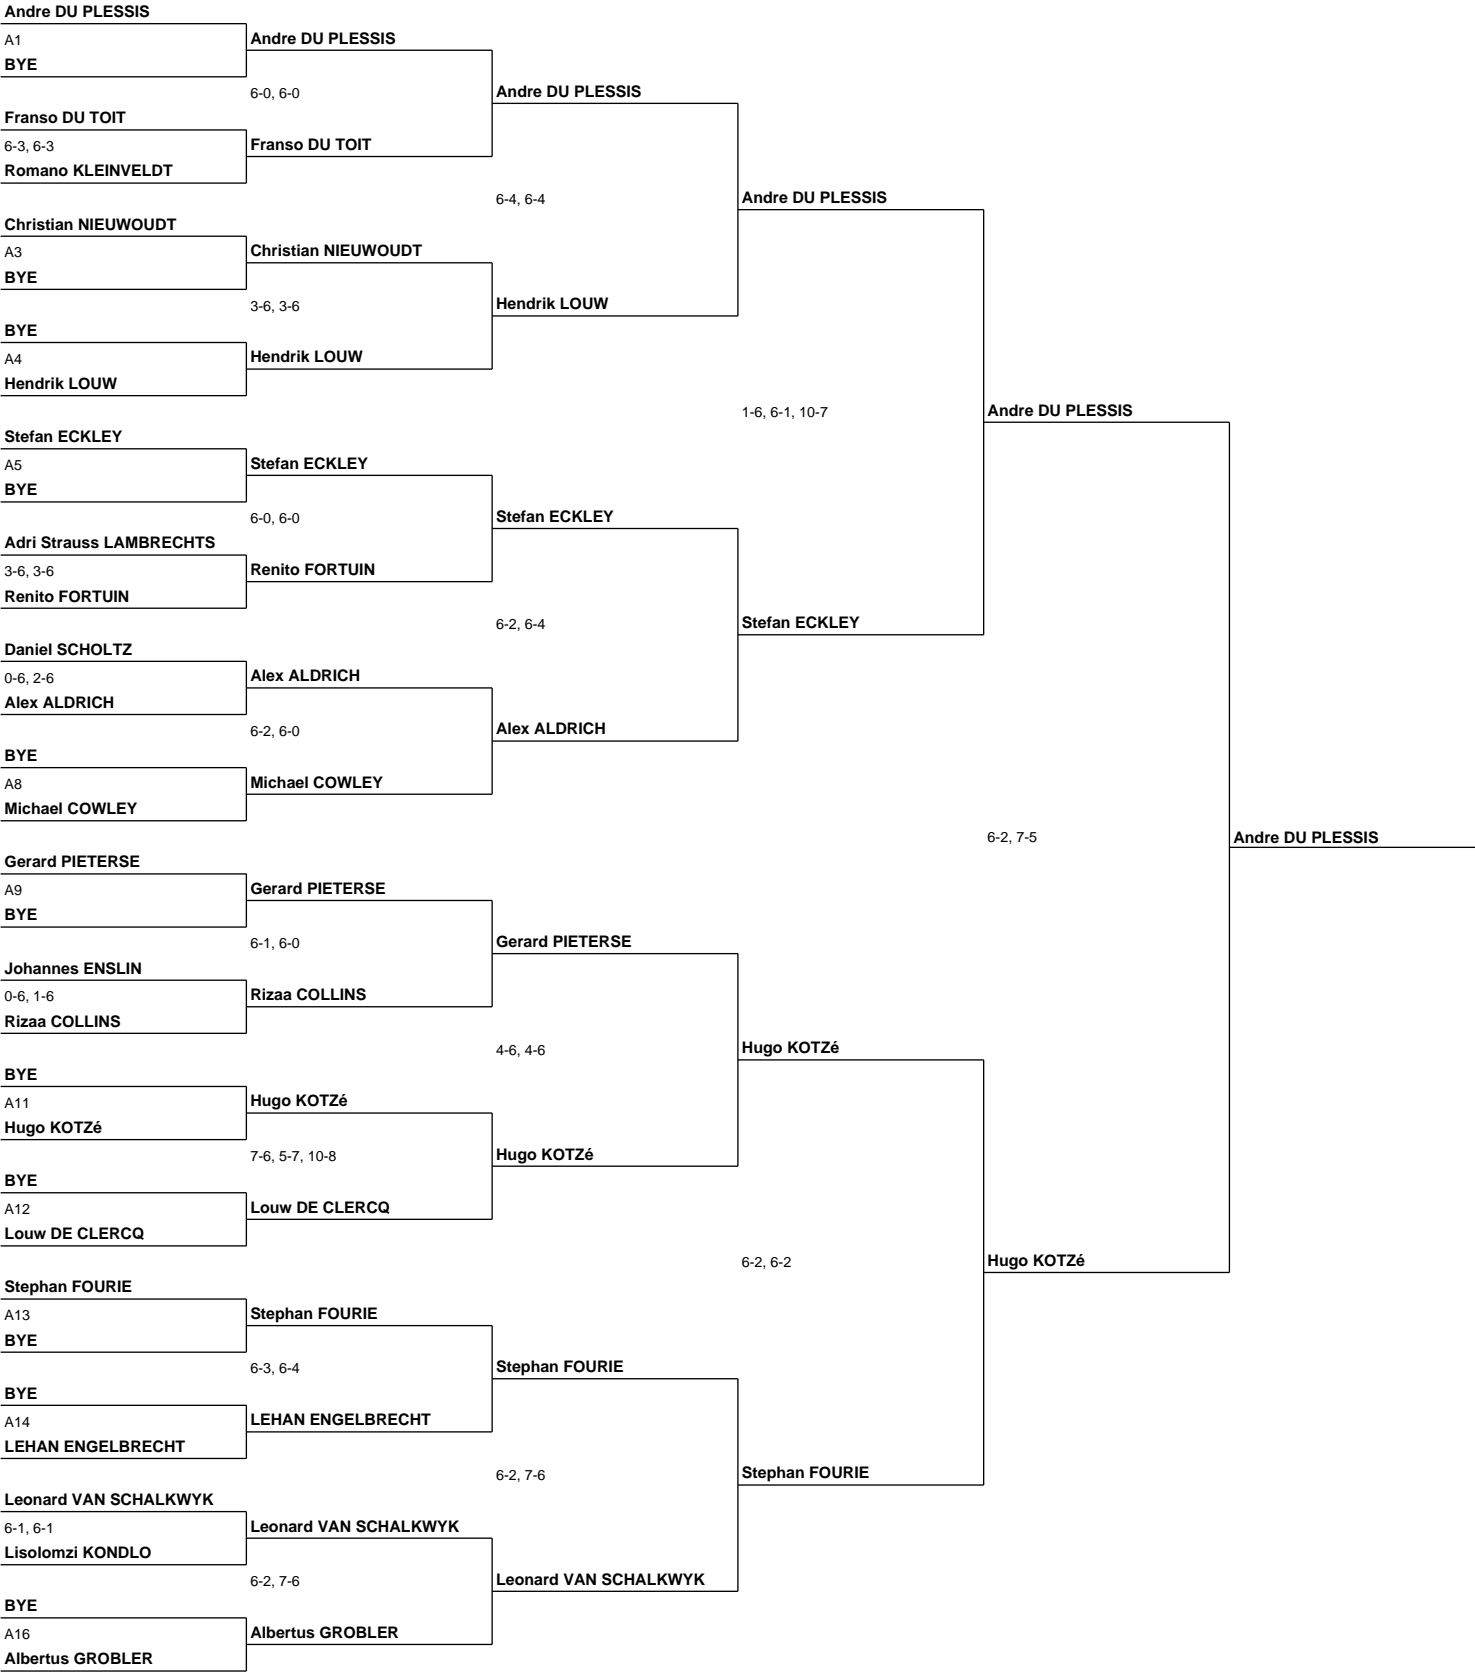 Andre DU PLESSIS
A1
BYE
Franso DU TOIT
6-3, 6-3
Romano KLEINVELDT
Christian NIEUWOUDT
A3
BYE
BYE
A4
Hendrik LOUW
Stefan ECKLEY
A5
BYE
Adri Strauss LAMBRECHTS
3-6, 3-6
Renito FORTUIN
Daniel SCHOLTZ
0-6, 2-6
Alex ALDRICH
BYE
A8
Michael COWLEY
Gerard PIETERSE
A9
BYE
Johannes ENSLIN
0-6, 1-6
Rizaa COLLINS
BYE
A11
Hugo KOTZé
BYE
A12
Louw DE CLERCQ
Stephan FOURIE
A13
BYE
BYE
A14
LEHAN ENGELBRECHT
Leonard VAN SCHALKWYK
6-1, 6-1
Lisolomzi KONDLO
BYE
A16
Albertus GROBLER
Andre DU PLESSIS
6-0, 6-0
Franso DU TOIT
Christian NIEUWOUDT
3-6, 3-6
Hendrik LOUW
Stefan ECKLEY
6-0, 6-0
Renito FORTUIN
Alex ALDRICH
6-2, 6-0
Michael COWLEY
Gerard PIETERSE
6-1, 6-0
Rizaa COLLINS
Hugo KOTZé
7-6, 5-7, 10-8
Louw DE CLERCQ
Stephan FOURIE
6-3, 6-4
LEHAN ENGELBRECHT
Leonard VAN SCHALKWYK
6-2, 7-6
Albertus GROBLER
Andre DU PLESSIS
6-4, 6-4
Hendrik LOUW
Stefan ECKLEY
6-2, 6-4
Alex ALDRICH
Gerard PIETERSE
4-6, 4-6
Hugo KOTZé
Stephan FOURIE
6-2, 7-6
Leonard VAN SCHALKWYK
Andre DU PLESSIS
1-6, 6-1, 10-7
Stefan ECKLEY
Hugo KOTZé
6-2, 6-2
Stephan FOURIE
Andre DU PLESSIS
6-2, 7-5
Hugo KOTZé
Andre DU PLESSIS